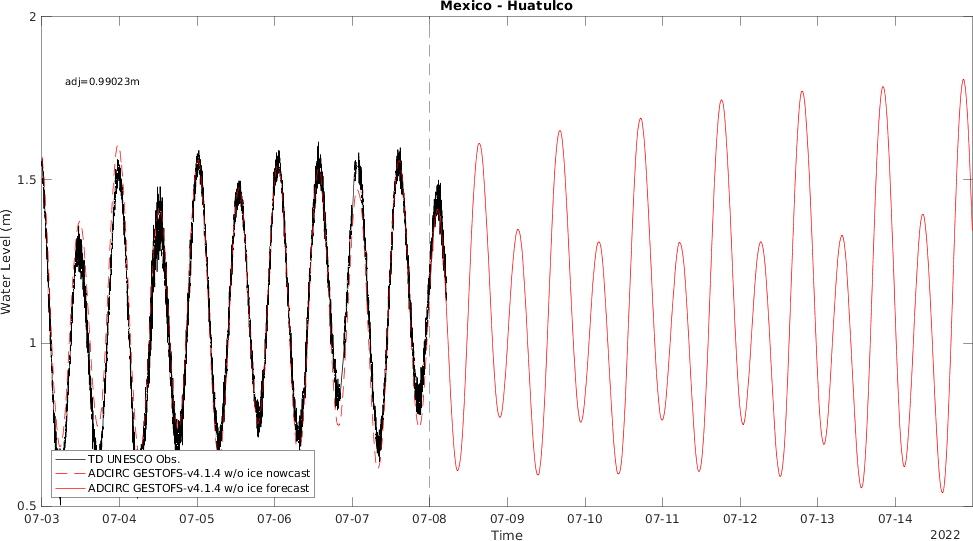 Mexico - Huatulco
2
adj=0.99023m
1.5
Water Level (m)
1
TD UNESCO Obs.
ADCIRC GESTOFS-v4.1.4 w/o ice nowcast
ADCIRC GESTOFS-v4.1.4 w/o ice forecast
0.5
07-03 07-04 07-05 07-06 07-07 07-08 07-09 07-10 07-11 07-12 07-13 07-14
Time
2022